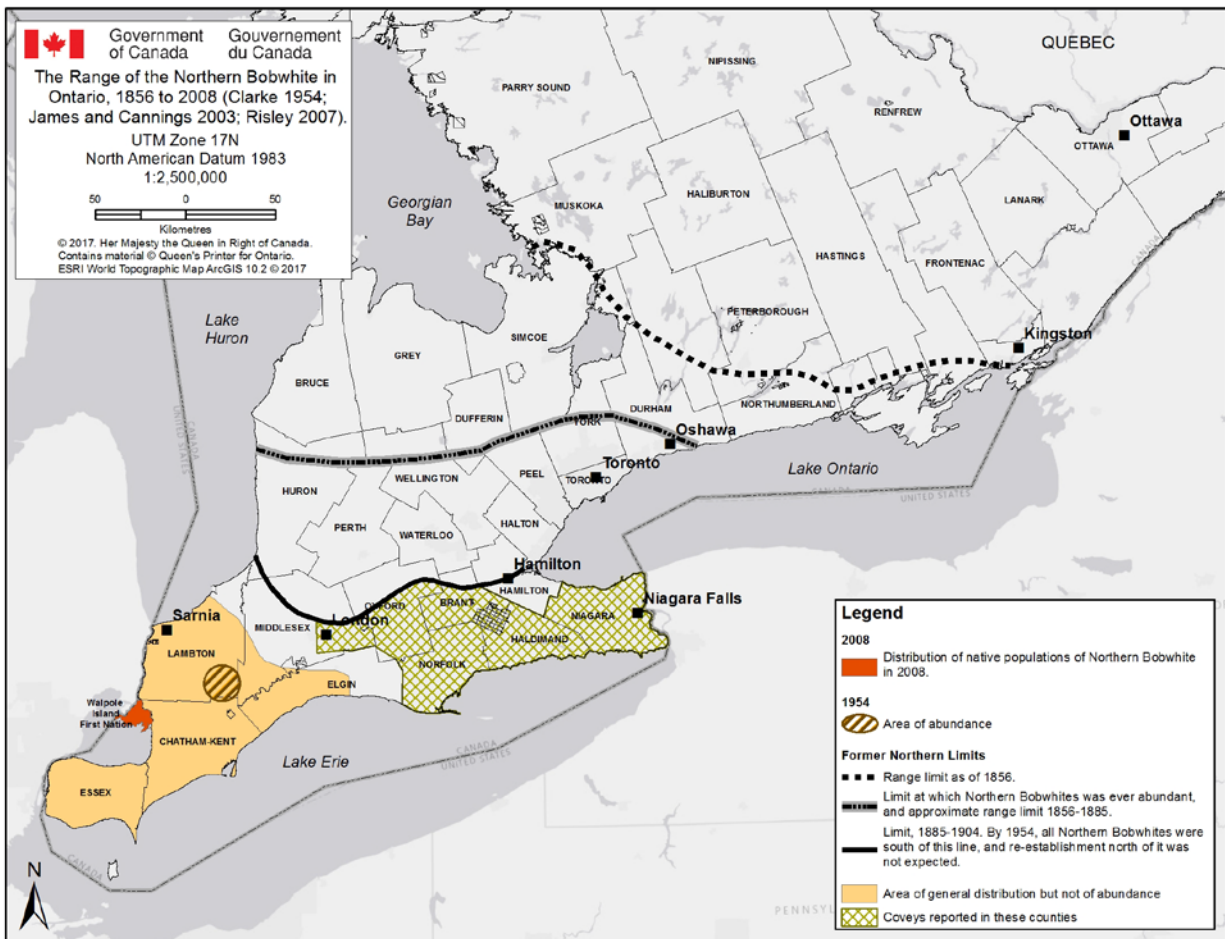 Government
of Canada
Gouvernement
du Canada
The Range of the Northern Bobwhite in
Ontario, 1856 to 2008 (Clarke 1954;
James and Cannings 2003; Risley 2007).
UTM Zone 17N
North American Datum 1983
1:2,500,000
50 0 50
Kilometres
© 2017. Her Majesty the Queen in Right of Canada.
Contains material © Queen's Printer for Ontario.
ESRI World Topographic Map ArcGIS 10.2 © 2017
QUEBEC
NIPISSING
PARRY SOUND
RENFREW
Ottawa
OTTAWA
Georgian
Bay
MUSKOKA
HALIBURTON
LANARK
HASTINGS
FRONTENAC
CANADA
Lake
Huron
SIMCOE
PETERBOROUGH
Kingston
GREY
BRUCE
DUFFERIN
YORK
DURHAM
NORTHUMBERLAND
CANADA
UNITED STATES
Oshawa
Toronto
TORONTO
Lake Ontario
CANADA
UNITED STATES
HURON
WELLINGTON
PEEL
PERTH
WATERLOO
HALTON
Hamilton
HAMILTON
Sarnia
LAMBTON
MIDDLESEX
London
OXFORD
BRANT
NIAGARA
Niagara Falls
HALDIMAND
NORFOLK
ELGIN
Walpole
Island
First Nation
CHATHAM-KENT
ESSEX
Lake Erie
CANADA
UNITED STATES
CANADA
N
PENNSYL
Legend
2008
Distribution of native populations of Northern Bobwhite
in 2008.
1954
Area of abundance
Former Northern Limits
Range limit as of 1856.
Limit at which Northern Bobwhites was ever abundant,
and approximate range limit 1856-1885.
Limit, 1885-1904. By 1954, all Northern Bobwhites were
south of this line, and re-establishment north of it was
not expected.
Area of general distribution but not of abundance
Coveys reported in these counties